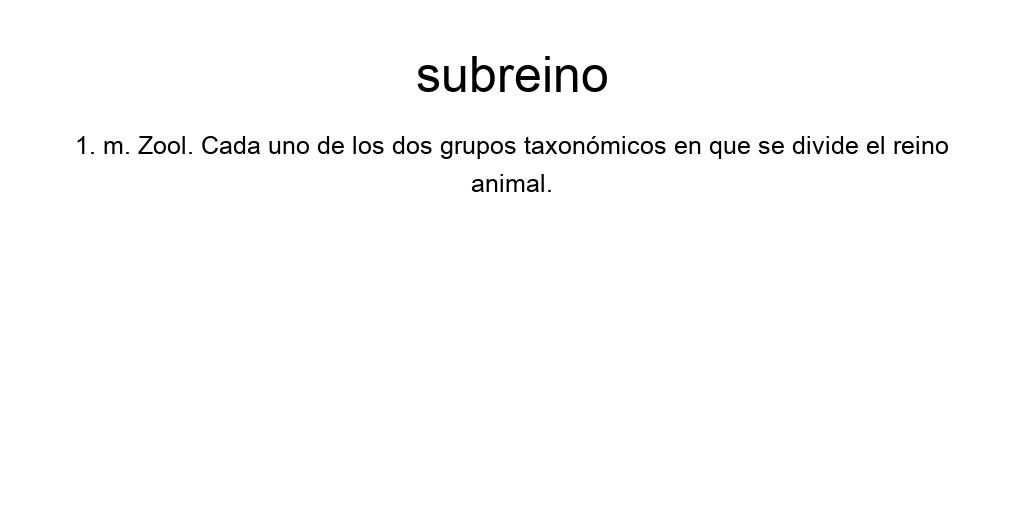 subreino
1. m. Zool. Cada uno de los dos grupos taxonómicos en que se divide el reino
animal.